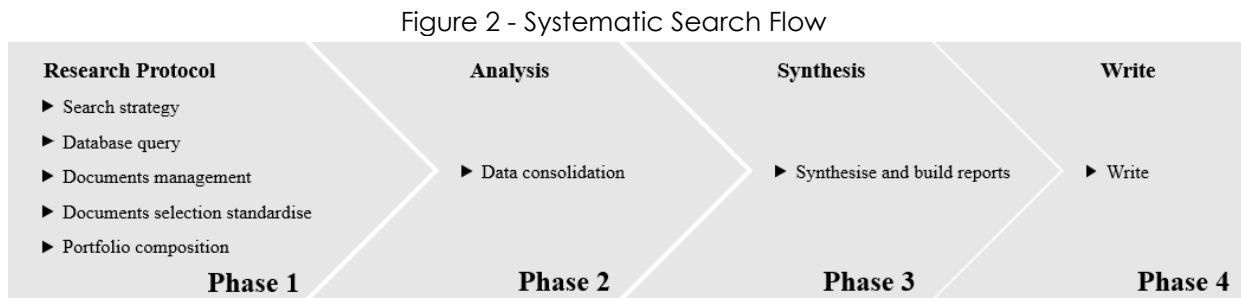 Figure 2 - Systematic Search Flow
Research Protocol
Search strategy
Database query
Documents management
Documents selection standardise
Portfolio composition
Phase 1
Analysis
Data consolidation
Phase 2
Synthesis
Synthesise and build reports
Phase 3
Write
Write
Phase 4